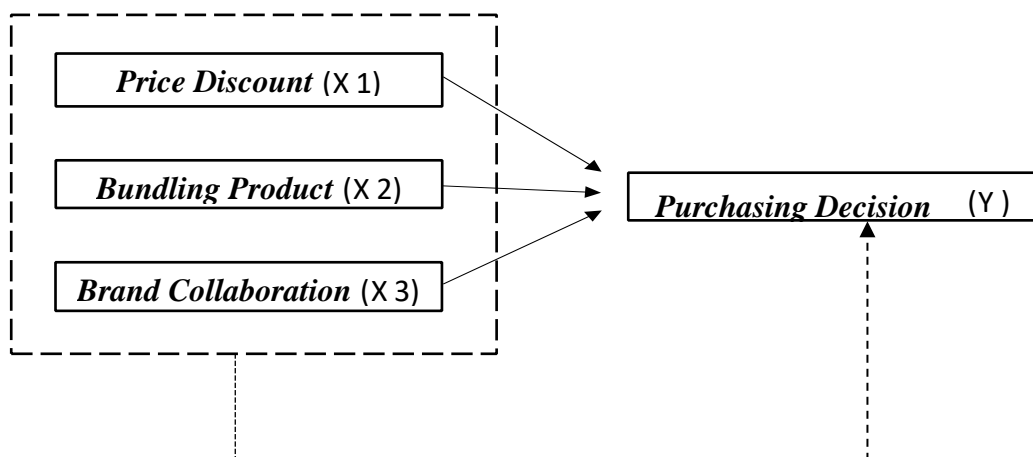 Price Discount (X 1)
Bundling Product (X 2)
Purchasing Decision (Y )
Brand Collaboration (X 3)